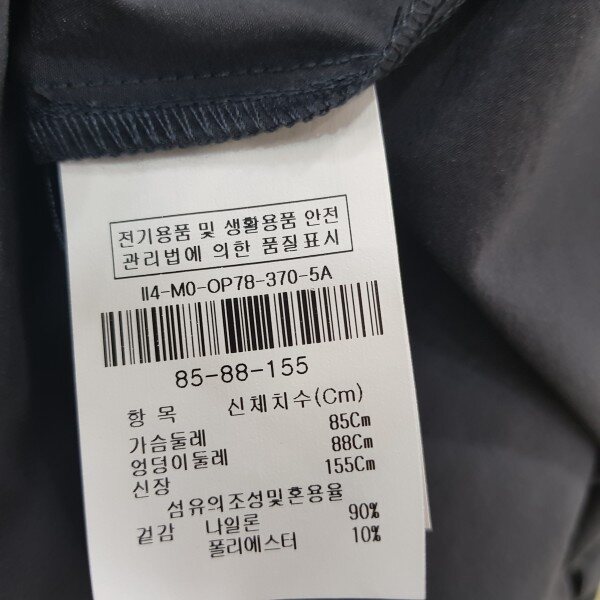 전기용품 및 생활용품 안전
관리법에 의한 품질표시
II4-M0-OP78-370-5A
85-88-155
항 목 신체치수(Cm)
가슴둘레 85Cm
엉덩이둘레 88Cm
신장 155Cm
섬유의조성및혼용율
겉감 나일론 90%
폴리에스터 10%